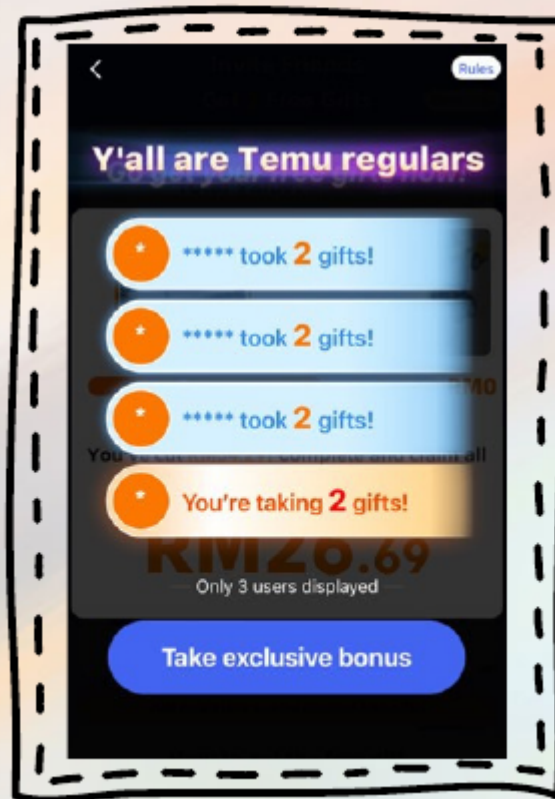 Rules
Y'all are Temu regulars
***** took 2 gifts!
***** took 2 gifts!
***** took 2 gifts!
RM0
You're taking 2 gifts!
RM26.69
Only 3 users displayed
Take exclusive bonus